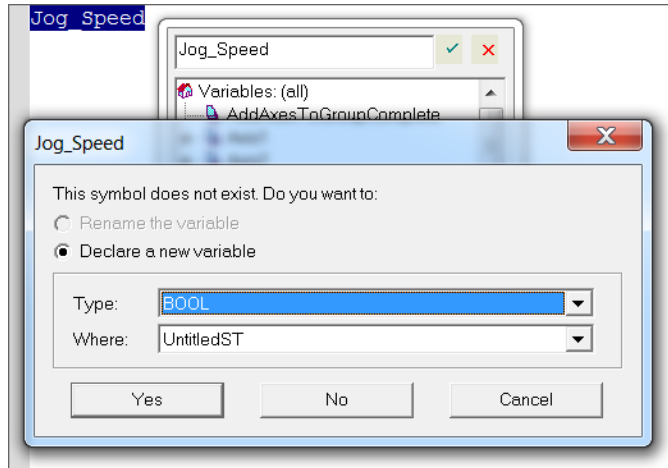 Jog_Speed
Jog_Speed
Variables: (all)
AddAxesToGroupComplete
Jog_Speed
This symbol does not exist. Do you want to:
Rename the variable
Declare a new variable
Type: BOOL
Where: UntitledST
Yes No Cancel